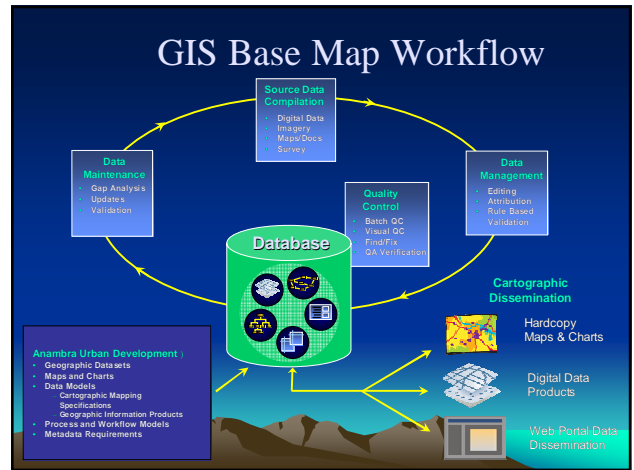 GIS Base Map Workflow
Source Data
Compilation
• Digital Data
• Imagery
• Maps/Docs
• Survey
Data
Maintenance
• Gap Analysis
• Updates
• Validation
Data
Management
• Editing
• Attribution
• Rule Based
Validation
Quality
Control
• Batch QC
• Visual QC
• Find/Fix
• QA Verification
Database
Cartographic
Dissemination
Hardcopy
Maps & Charts
Digital Data
Products
Web Portal Data
Dissemination
Anambra Urban Development )
• Geographic Datasets
• Maps and Charts
• Data Models
– Cartographic Mapping
Specifications
– Geographic Information Products
• Process and Workflow Models
• Metadata Requirements